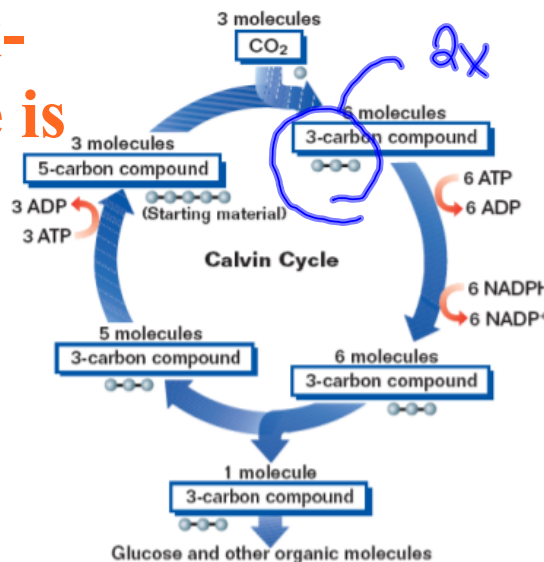 -
e is
3 molecules
CO₂
2x
6 molecules
3-carbon compound
3 molecules
5-carbon compound
(Starting material)
3 ADP
3 ATP
6 ATP
6 ADP
Calvin Cycle
6 NADPH
6 NADP⁺
5 molecules
3-carbon compound
6 molecules
3-carbon compound
1 molecule
3-carbon compound
Glucose and other organic molecules